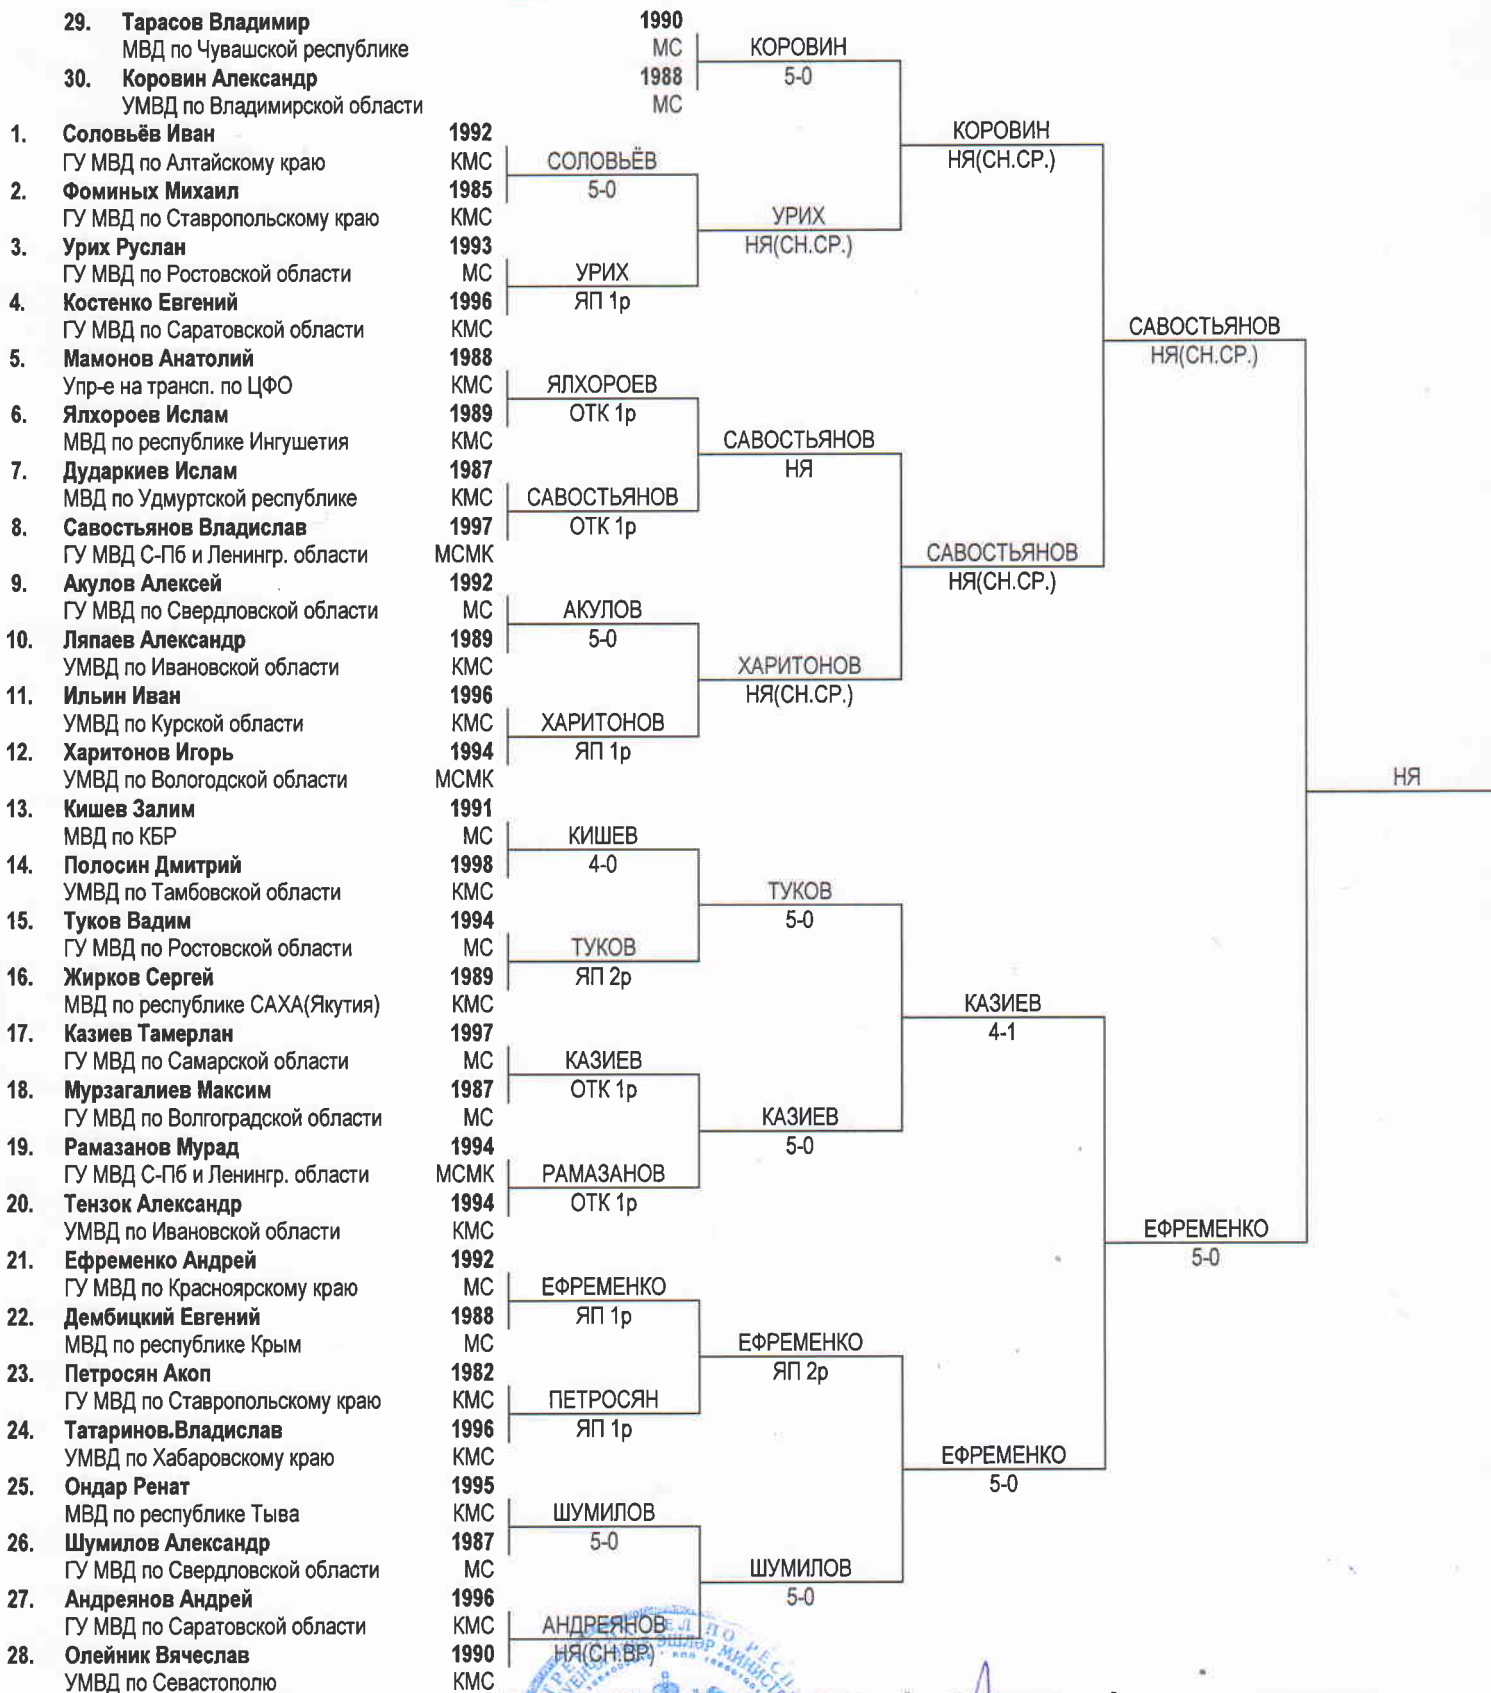 29. Тарасов Владимир 1990
МВД по Чувашской республике МС КОРОВИН
30. Коровин Александр 1988 5-0
УМВД по Владимирской области МС
1. Соловьёв Иван 1992 КОРОВИН
ГУ МВД по Алтайскому краю КМС СОЛОВЬЁВ НЯ(СН.СР.)
2. Фоминых Михаил 1985 5-0
ГУ МВД по Ставропольскому краю КМС УРИХ
3. Урих Руслан 1993 НЯ(СН.СР.)
ГУ МВД по Ростовской области МС УРИХ
4. Костенко Евгений 1996 ЯП 1р
ГУ МВД по Саратовской области КМС САВОСТЬЯНОВ
5. Мамонов Анатолий 1988 НЯ(СН.СР.)
Упр-е на трансп. по ЦФО КМС ЯЛХОРОЕВ
6. Ялхороев Ислам 1989 ОТК 1р
МВД по республике Ингушетия КМС САВОСТЬЯНОВ
7. Дударкиев Ислам 1987 НЯ
МВД по Удмуртской республике КМС САВОСТЬЯНОВ
8. Савостьянов Владислав 1997 ОТК 1р
ГУ МВД С-Пб и Ленингр. области МСМК САВОСТЬЯНОВ
9. Акулов Алексей 1992 НЯ(СН.СР.)
ГУ МВД по Свердловской области МС АКУЛОВ
10. Ляпаев Александр 1989 5-0
УМВД по Ивановской области КМС ХАРИТОНОВ
11. Ильин Иван 1996 НЯ(СН.СР.)
УМВД по Курской области КМС ХАРИТОНОВ
12. Харитонов Игорь 1994 ЯП 1р
УМВД по Вологодской области МСМК НЯ
13. Кишев Залим 1991
МВД по КБР МС КИШЕВ
14. Полосин Дмитрий 1998 4-0
УМВД по Тамбовской области КМС ТУКОВ
15. Туков Вадим 1994 5-0
ГУ МВД по Ростовской области МС ТУКОВ
16. Жирков Сергей 1989 ЯП 2р
МВД по республике САХА(Якутия) КМС КАЗИЕВ
17. Казиев Тамерлан 1997 4-1
ГУ МВД по Самарской области МС КАЗИЕВ
18. Мурзагалиев Максим 1987 ОТК 1р
ГУ МВД по Волгоградской области МС КАЗИЕВ
19. Рамазанов Мурад 1994 5-0
ГУ МВД С-Пб и Ленингр. области МСМК РАМАЗАНОВ
20. Тензок Александр 1994 ОТК 1р
УМВД по Ивановской области КМС ЕФРЕМЕНКО
21. Ефременко Андрей 1992 5-0
ГУ МВД по Красноярскому краю МС ЕФРЕМЕНКО
22. Дембицкий Евгений 1988 ЯП 1р
МВД по республике Крым МС ЕФРЕМЕНКО
23. Петросян Акоп 1982 ЯП 2р
ГУ МВД по Ставропольскому краю КМС ПЕТРОСЯН
24. Татаринов.Владислав 1996 ЯП 1р
УМВД по Хабаровскому краю КМС ЕФРЕМЕНКО
25. Ондар Ренат 1995 5-0
МВД по республике Тыва КМС ШУМИЛОВ
26. Шумилов Александр 1987 5-0
ГУ МВД по Свердловской области МС ШУМИЛОВ
27. Андреянов Андрей 1996 5-0
ГУ МВД по Саратовской области КМС АНДРЕЯНОВ
28. Олейник Вячеслав 1990 НЯ(СН.ВР)
УМВД по Севастополю КМС